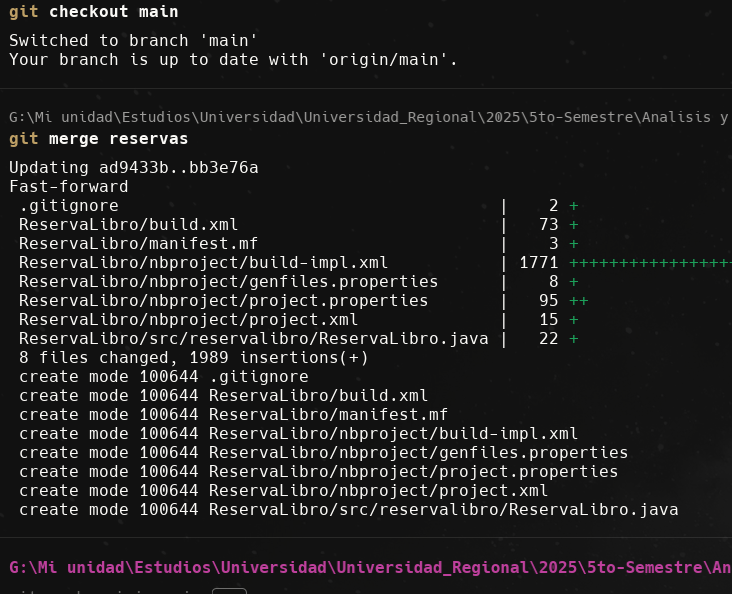 git checkout main
Switched to branch 'main'
Your branch is up to date with 'origin/main'.
G:\Mi unidad\Estudios\Universidad\Universidad_Regional\2025\5to-Semestre\Analisis y
git merge reservas
Updating ad9433b..bb3e76a
Fast-forward
 .gitignore                                      |    2 +
 ReservaLibro/build.xml                          |   73 +
 ReservaLibro/manifest.mf                        |    3 +
 ReservaLibro/nbproject/build-impl.xml           | 1771 +++++++++++++++++
 ReservaLibro/nbproject/genfiles.properties      |    8 +
 ReservaLibro/nbproject/project.properties       |   95 ++
 ReservaLibro/nbproject/project.xml              |   15 +
 ReservaLibro/src/reservalibro/ReservaLibro.java |   22 +
 8 files changed, 1989 insertions(+)
 create mode 100644 .gitignore
 create mode 100644 ReservaLibro/build.xml
 create mode 100644 ReservaLibro/manifest.mf
 create mode 100644 ReservaLibro/nbproject/build-impl.xml
 create mode 100644 ReservaLibro/nbproject/genfiles.properties
 create mode 100644 ReservaLibro/nbproject/project.properties
 create mode 100644 ReservaLibro/nbproject/project.xml
 create mode 100644 ReservaLibro/src/reservalibro/ReservaLibro.java
G:\Mi unidad\Estudios\Universidad\Universidad_Regional\2025\5to-Semestre\An